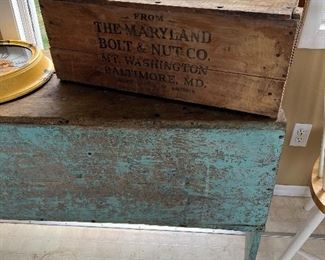 FROM
THE MARYLAND
BOLT & NUT CO.
MT. WASHINGTON
BALTIMORE, MD.